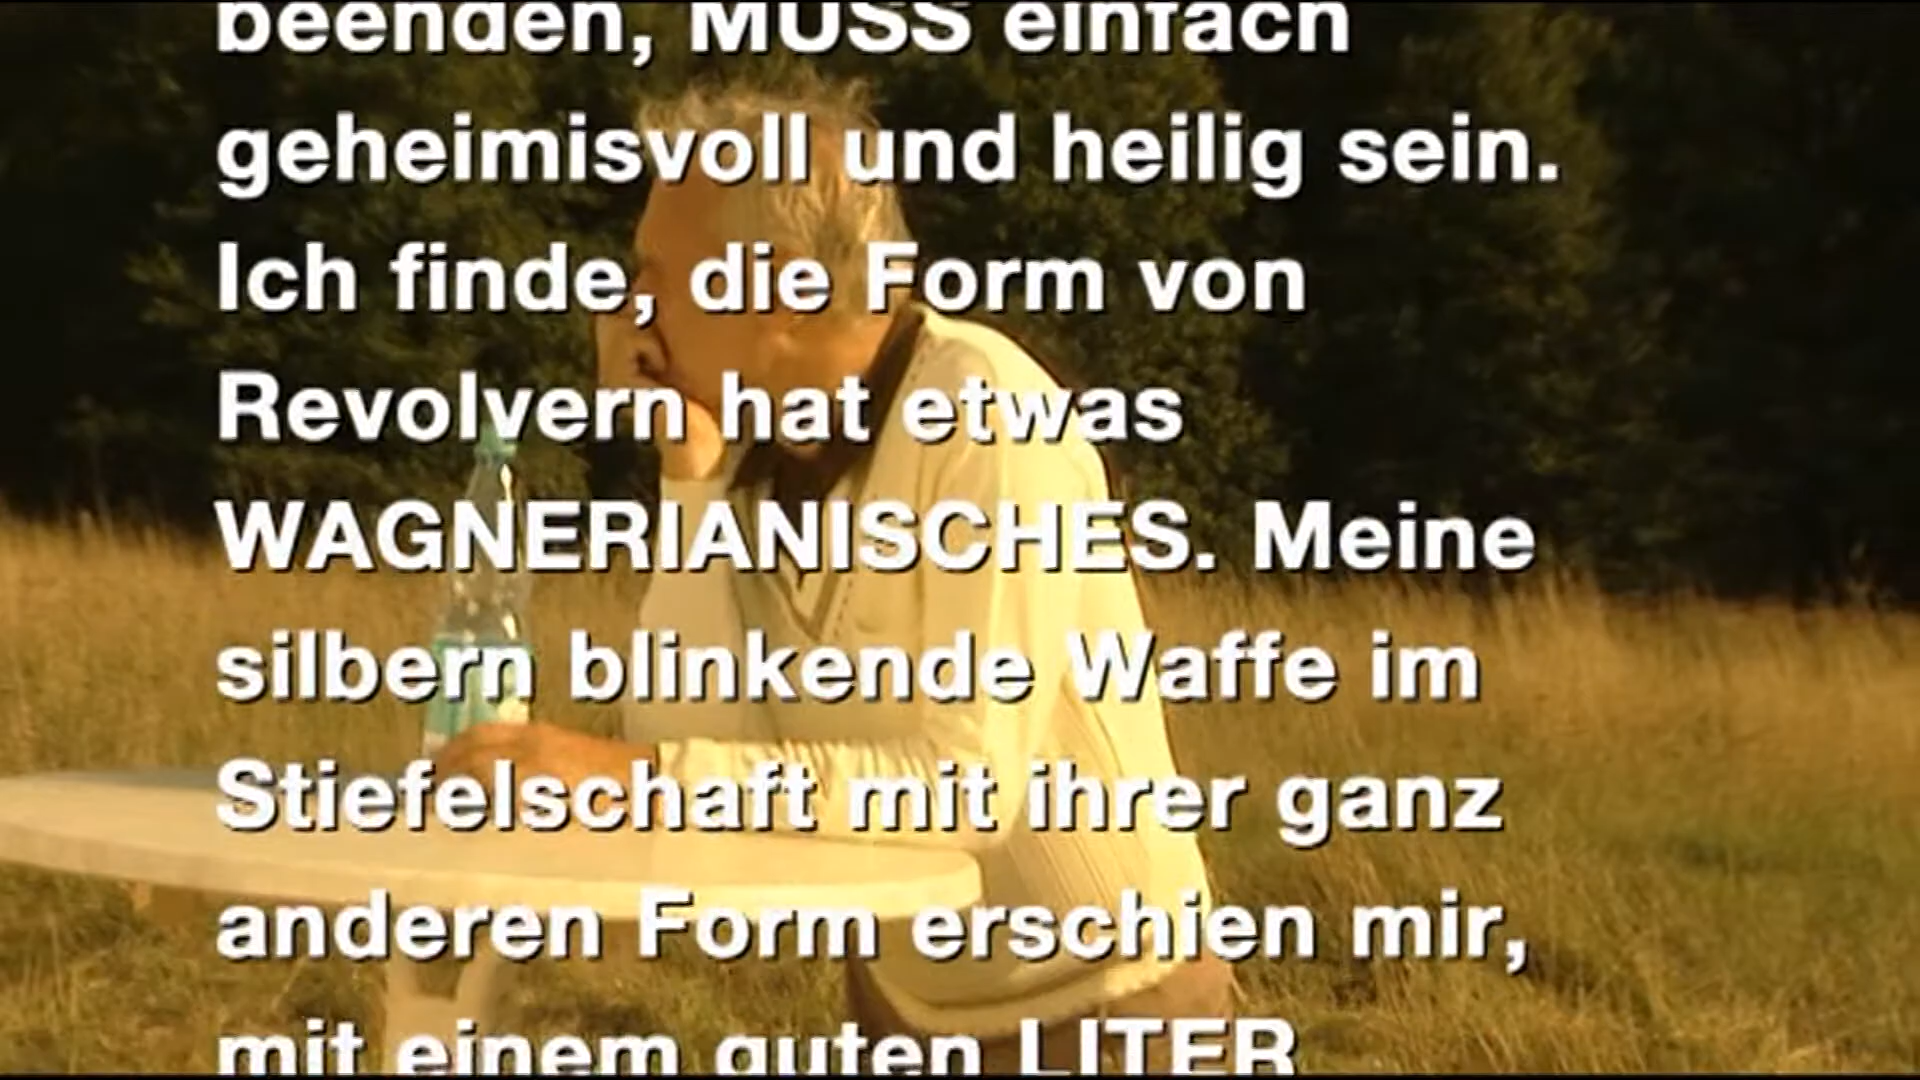 beenden, MUSS einfach
geheimisvoll und heilig sein.
Ich finde, die Form von
Revolvern hat etwas
WAGNERIANISCHES. Meine
silbern blinkende Waffe im
Stiefelschaft mit ihrer ganz
anderen Form erschien mir,
mit einem guten LITER